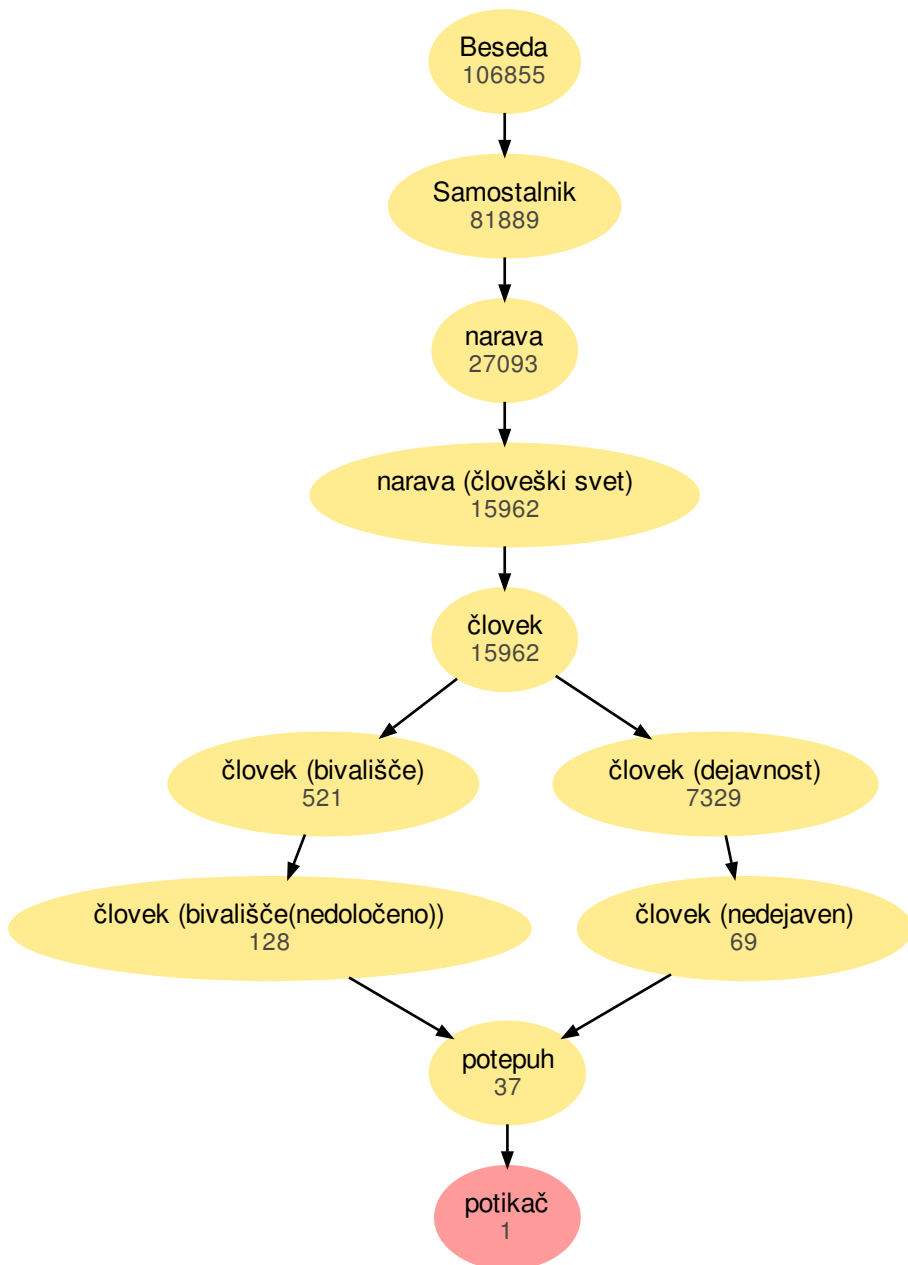 Beseda
106855
Samostalnik
81889
narava
27093
narava (človeški svet)
15962
človek
15962
človek (bivališče)
521
človek (dejavnost)
7329
človek (bivališče(nedoločeno))
128
človek (nedejaven)
69
potepuh
37
potikač
1